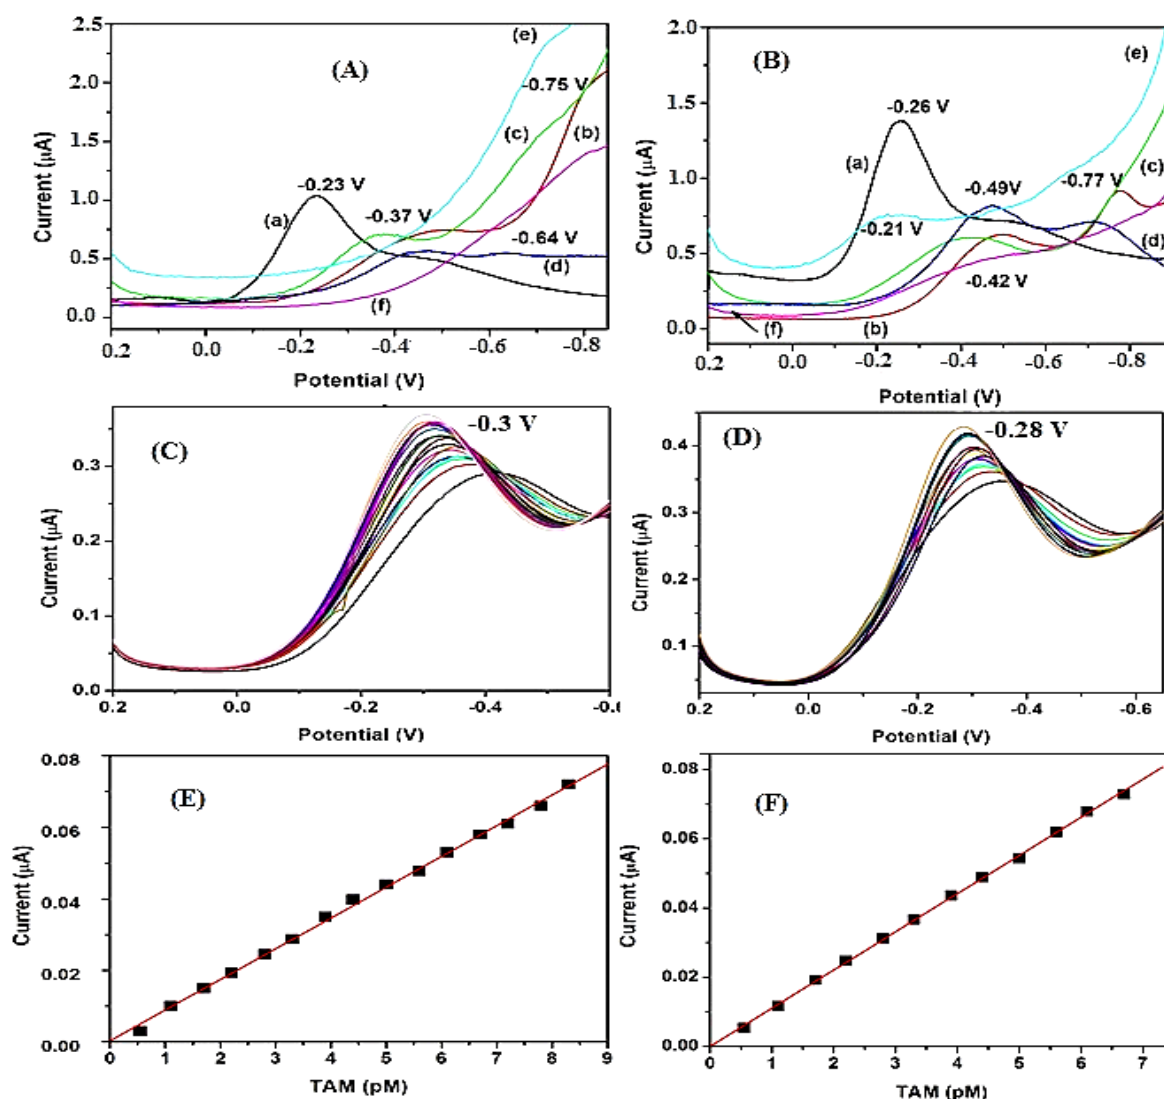 2.5
2.0
1.5
1.0
0.5
0.0
Current (µA)
(A)
(e)
-0.75 V
(c)
(b)
-0.23 V
(a)
-0.37 V
-0.64 V
(d)
(f)
0.2 0.0 -0.2 -0.4 -0.6 -0.8
Potential (V)
2.0
1.5
1.0
0.5
0.0
Current (µA)
(B)
(e)
-0.26 V
(a)
-0.49V
-0.77 V
(c)
-0.21 V
(d)
-0.42 V
(f)
(b)
0.2 0.0 -0.2 -0.4 -0.6 -0.8
Potential (V)
0.3
0.2
0.1
0.0
Current (µA)
(C)
-0.3 V
0.2 0.0 -0.2 -0.4
Potential (V)
0.4
0.3
0.2
0.1
Current (µA)
(D)
-0.28 V
0.2 0.0 -0.2 -0.4 -0.6
Potential (V)
0.08
0.06
0.04
0.02
0.00
Current (µA)
(E)
0 1 2 3 4 5 6 7 8 9
TAM (pM)
0.08
0.06
0.04
0.02
0.00
Current (µA)
(F)
0 1 2 3 4 5 6 7
TAM (pM)